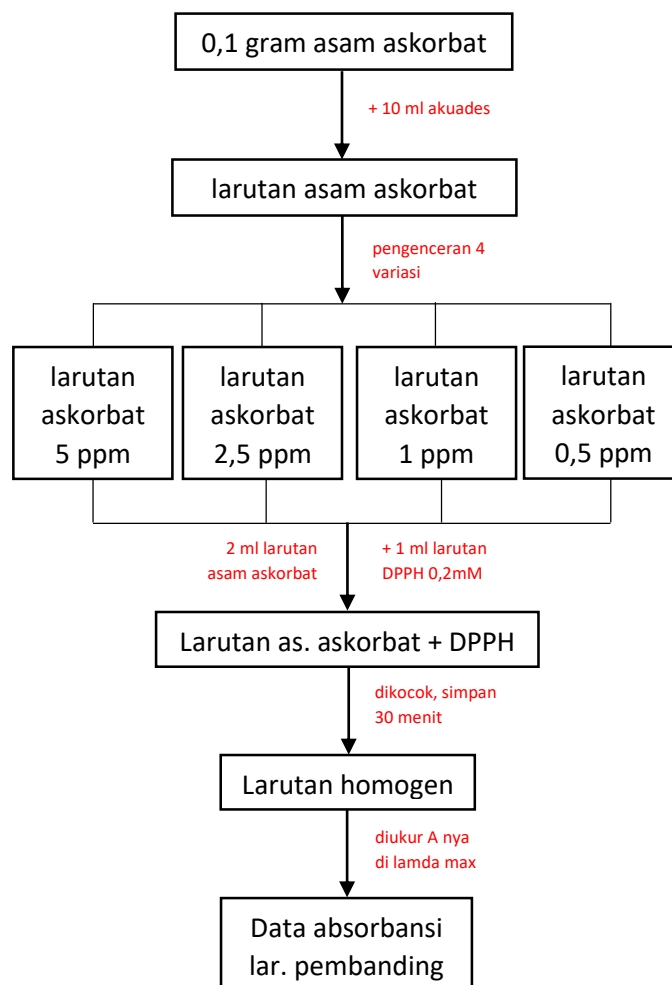 0,1 gram asam askorbat
+ 10 ml akuades
larutan asam askorbat
pengenceran 4
variasi
larutan
askorbat
5 ppm
larutan
askorbat
2,5 ppm
larutan
askorbat
1 ppm
larutan
askorbat
0,5 ppm
2 ml larutan
asam askorbat
+ 1 ml larutan
DPPH 0,2mM
Larutan as. askorbat + DPPH
dikocok, simpan
30 menit
Larutan homogen
diukur A nya
di lamda max
Data absorbansi
lar. pembanding